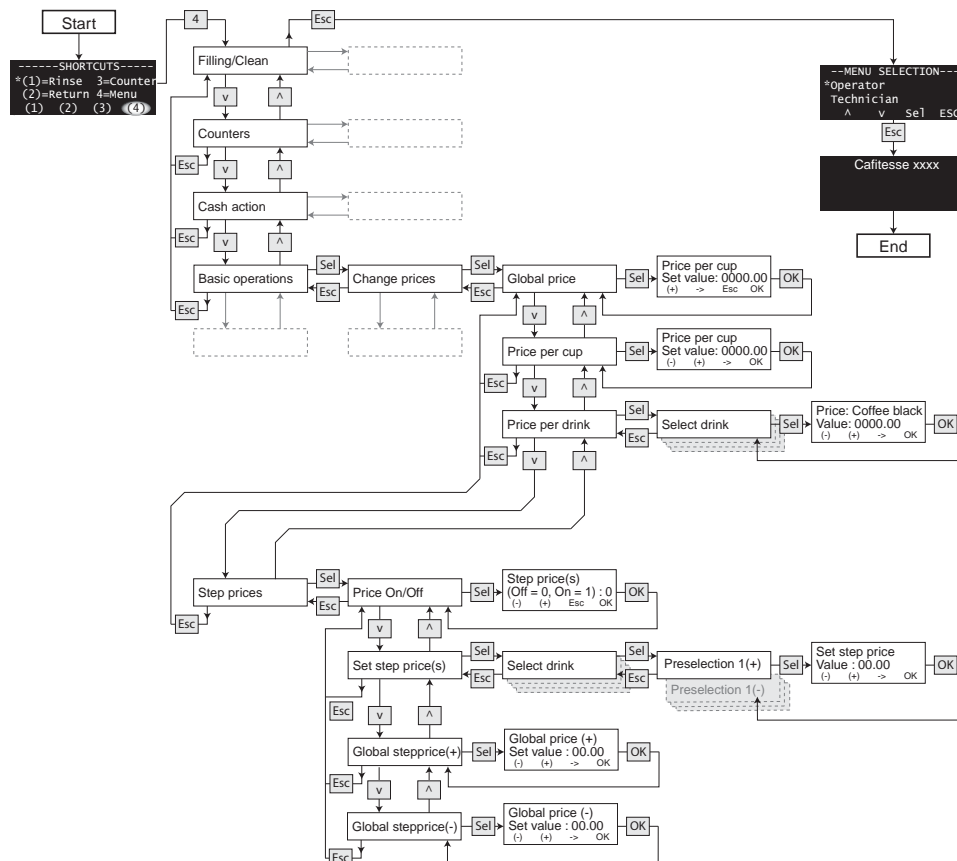 Start
4
Esc
------SHORTCUTS-----
*(1)=Rinse 3=Counter
(2)=Return 4=Menu
(1) (2) (3) (4)
Filling/Clean
v
^
--MENU SELECTION---
*Operator
Technician
^ v Sel ESC
Esc
Cafitesse xxxx
End
Counters
Esc
v
^
Cash action
Esc
v
^
Basic operations
Sel
Esc
Change prices
Sel
Esc
Global price
Sel
Price per cup
Set value: 0000.00
(+) -> Esc OK
OK
Esc
v
^
Price per cup
Sel
Price per cup
Set value: 0000.00
(-) (+) -> OK
OK
Esc
v
^
Price per drink
Sel
Esc
Select drink
Sel
Price: Coffee black
Value: 0000.00
(-) (+) -> OK
OK
Esc
v
^
Step prices
Sel
Esc
Price On/Off
Sel
Step price(s)
(Off = 0, On = 1) : 0
(-) (+) Esc OK
OK
Esc
v
^
Set step price(s)
Sel
Esc
Select drink
Sel
Esc
Preselection 1(+)
Preselection 1(-)
Sel
Set step price
Value : 00.00
(-) (+) -> OK
OK
Esc
v
^
Global stepprice(+)
Sel
Global price (+)
Set value : 00.00
(-) (+) -> OK
OK
Esc
v
^
Global stepprice(-)
Sel
Global price (-)
Set value : 00.00
(-) (+) -> OK
OK
Esc